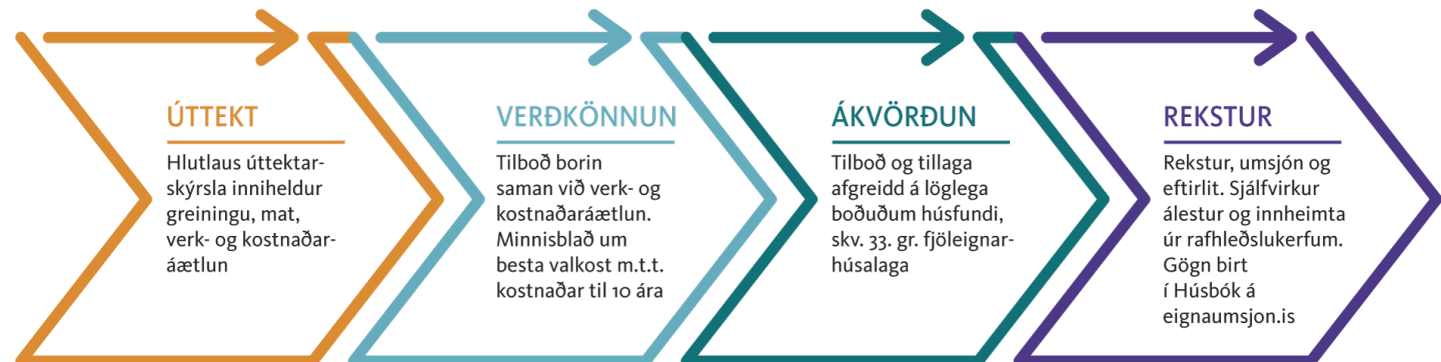 ÚTTEKT
Hlutlaus úttektar-
skýrsla inniheldur
greiningu, mat,
verk- og kostnaðar-
áætlun
VERÐKÖNNUN
Tilboð borin
saman við verk- og
kostnaðaráætlun.
Minnisblað um
besta valkost m.t.t.
kostnaðar til 10 ára
ÁKVÖRÐUN
Tilboð og tillaga
afgreidd á löglega
boðuðum húsfundi,
skv. 33. gr. fjöleignar-
húsalaga
REKSTUR
Rekstur, umsjón og
eftirlit. Sjálfvirkur
álestur og innheimta
úr rafhleðslukerfum.
Gögn birt
í Húsbók á
eignaumsjon.is